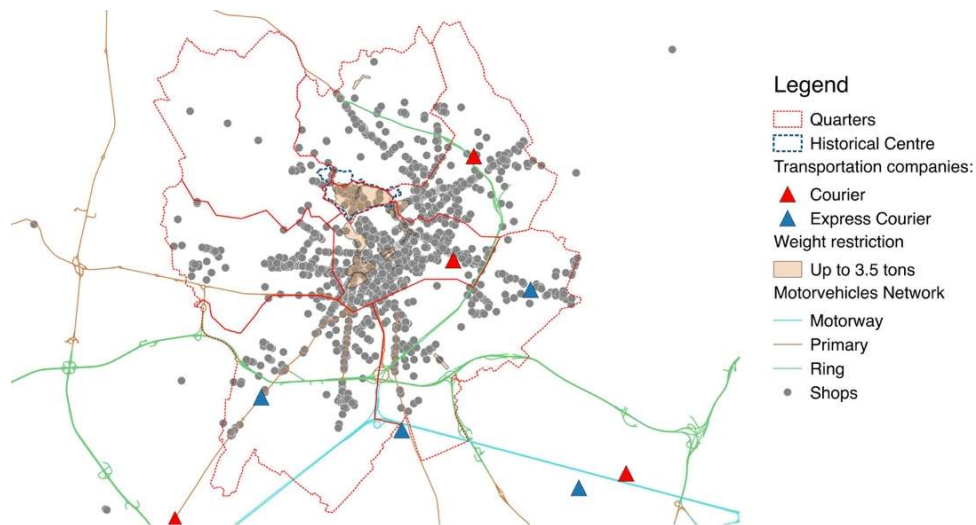 Legend
Quarters
Historical Centre
Transportation companies:
Courier
Express Courier
Weight restriction
Up to 3.5 tons
Motorvehicles Network
Motorway
Primary
Ring
Shops